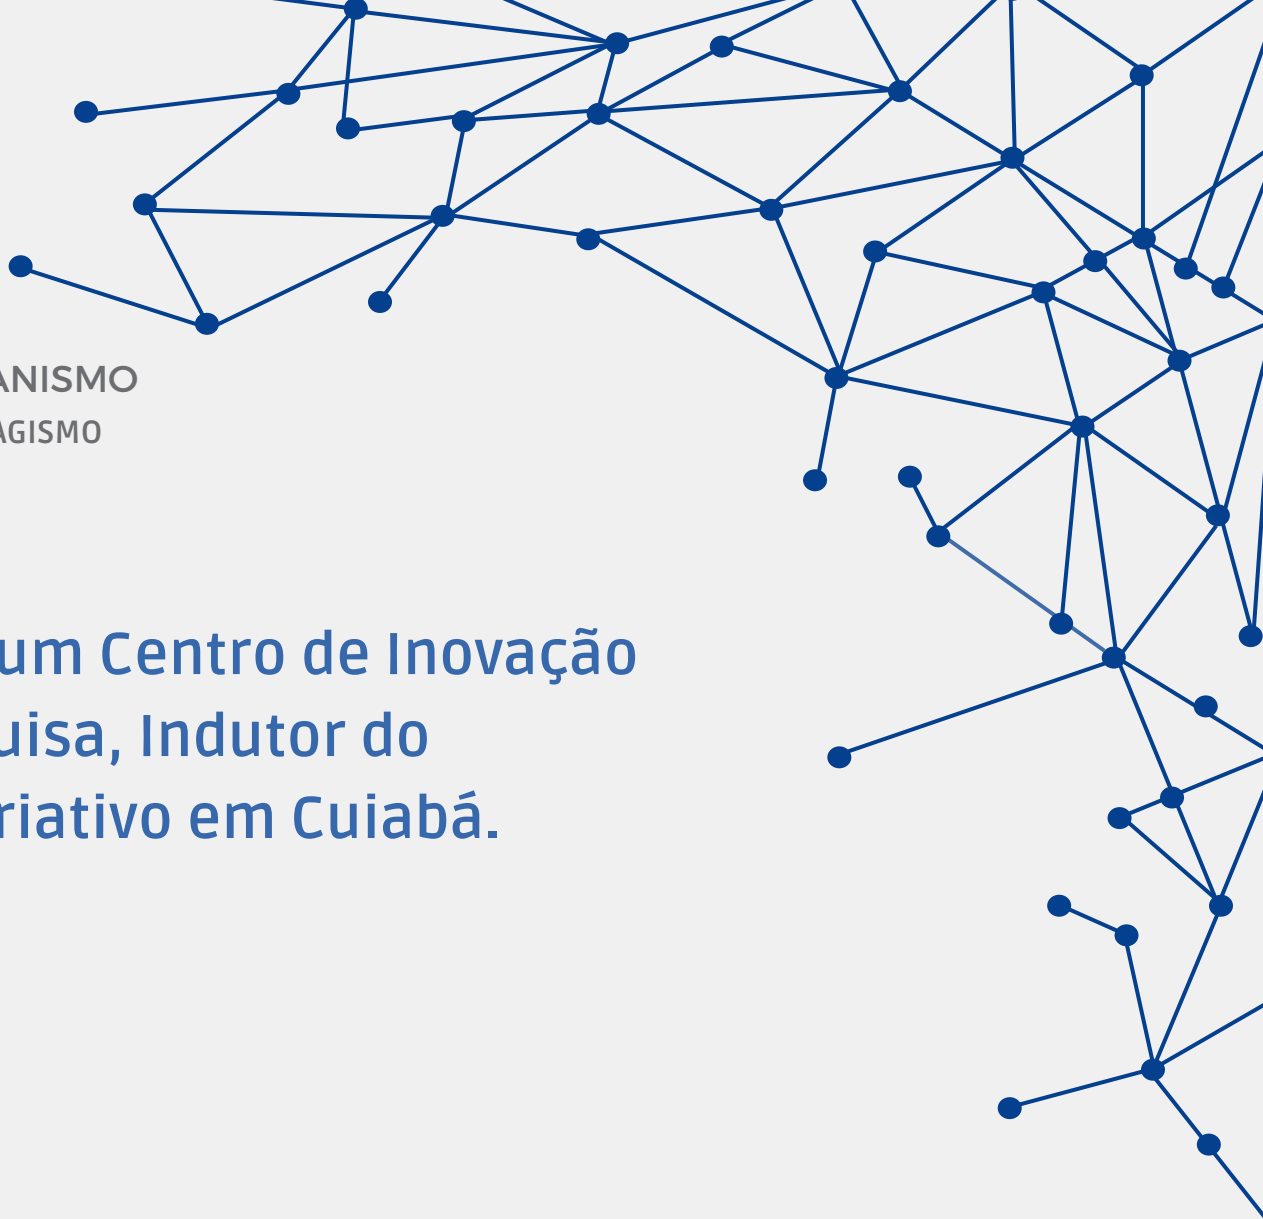 ANISMO
AGISMO
um Centro de Inovação
uisa, Indutor do
riativo em Cuiabá.